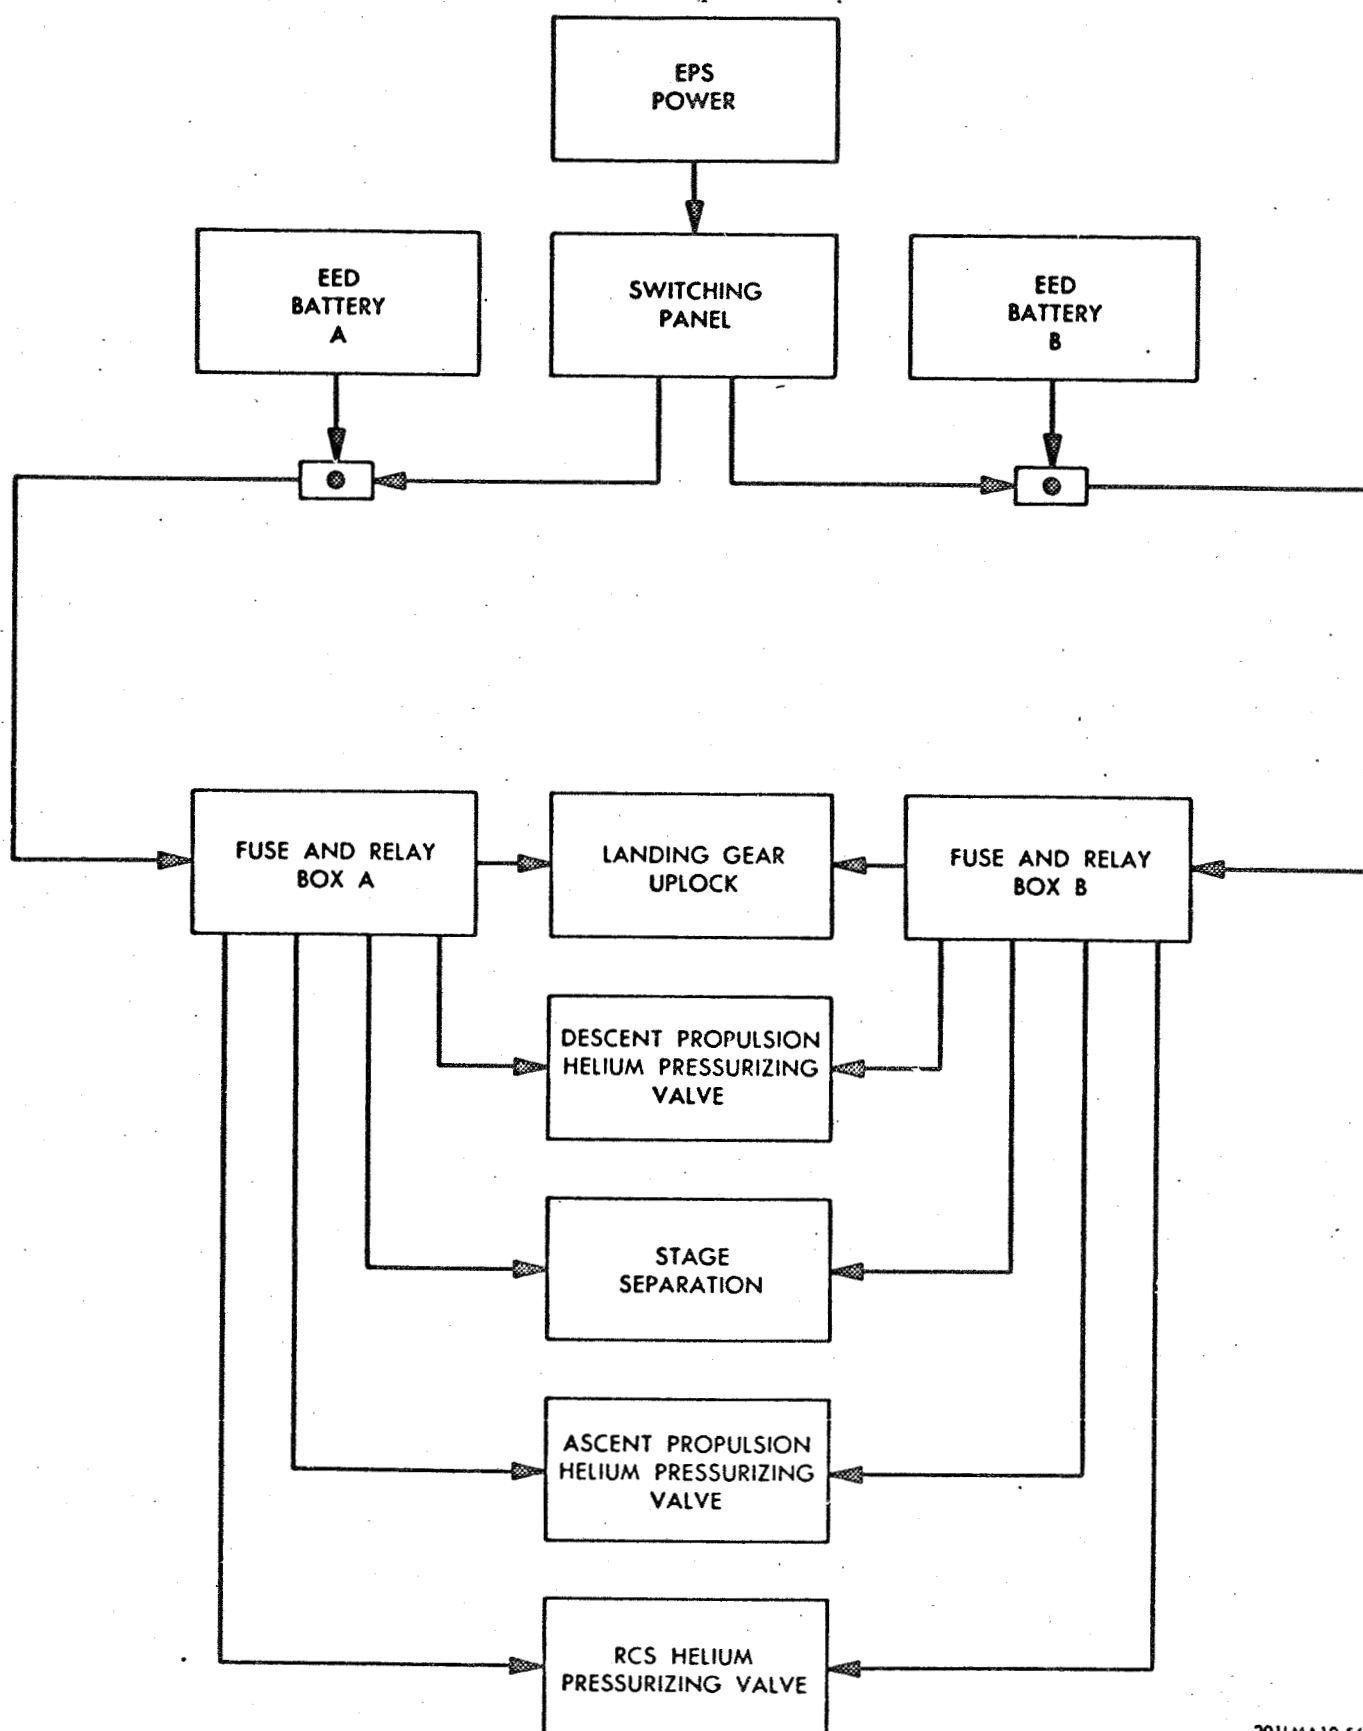 EPS
POWER
EED
BATTERY
A
SWITCHING
PANEL
EED
BATTERY
B
FUSE AND RELAY
BOX A
LANDING GEAR
UPLOCK
FUSE AND RELAY
BOX B
DESCENT PROPULSION
HELIUM PRESSURIZING
VALVE
STAGE
SEPARATION
ASCENT PROPULSION
HELIUM PRESSURIZING
VALVE
RCS HELIUM
PRESSURIZING VALVE